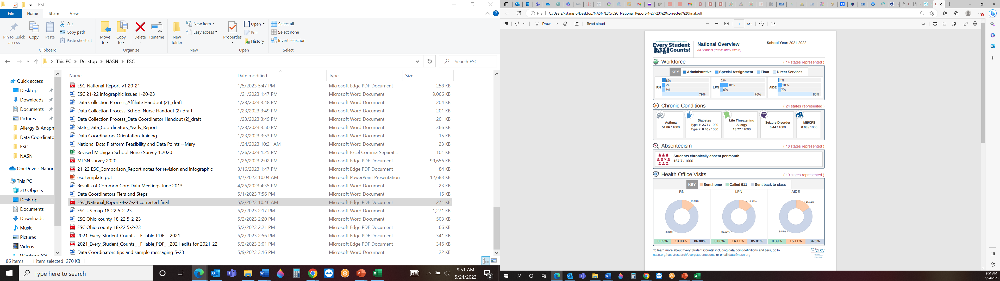 ESC
File Home Share View
Pin to Quick access
Copy
Paste
Cut
Copy path
Paste shortcut
Clipboard
Move to
Copy to
Delete
Rename
Organize
New folder
New item
Easy access
New
Properties
Open
Edit
History
Open
Select all
Select none
Invert selection
Select
This PC > Desktop > NASN > ESC
Search ESC
Quick access
Desktop
Downloads
Documents
Pictures
Allergy & Anaph
Data Coordinato
ESC
NASN
OneDrive - Nation
This PC
3D Objects
Desktop
Documents
Downloads
Music
Pictures
Videos
Windows (C:)
Name Date modified Type Size
ESC_National_Report-v1 20-21 1/5/2023 5:47 PM Microsoft Edge PDF Document 258 KB
ESC 21-22 infographic issues 1-20-23 1/21/2023 1:47 PM Microsoft Word Document 9,066 KB
Data Collection Process_Affiliate Handout (2) _draft 1/23/2023 3:48 PM Microsoft Word Document 204 KB
Data Collection Process_School Nurse Handout (2)_draft 1/23/2023 3:49 PM Microsoft Word Document 201 KB
Data Collection Process_Data Coordinator Handout (2)_draft 1/23/2023 3:49 PM Microsoft Word Document 201 KB
State_Data_Coordinators_Yearly_Report 1/23/2023 3:50 PM Microsoft Word Document 366 KB
Data Coordinators Orientation Training 1/23/2023 3:53 PM Microsoft Word Document 15 KB
National Data Platform Feasibility and Data Points --Mary 1/24/2023 10:21 AM Microsoft Word Document 23 KB
Revised Michigan School Nurse Survey 1.2020 1/26/2023 1:25 PM Microsoft Excel Comma Separat... 101 KB
MI SN survey 2020 1/26/2023 2:02 PM Microsoft Edge PDF Document 99,656 KB
21-22 ESC_Comparison_Report notes for revision and infographic 3/16/2023 1:47 PM Microsoft Edge PDF Document 84 KB
esc template ppt 4/7/2023 10:04 AM Microsoft PowerPoint Presentation 12,683 KB
Results of Common Core Data Meetings June 2013 4/25/2023 4:35 PM Microsoft Word Document 23 KB
Data Coordinators Tiers and Steps 5/1/2023 7:56 PM Microsoft Word Document 15 KB
ESC_National_Report-4-27-23 corrected final 5/2/2023 10:46 AM Microsoft Edge PDF Document 271 KB
ESC US map 18-22 5-2-23 5/2/2023 2:17 PM Microsoft Word Document 1,271 KB
ESC Ohio county 18-22 5-2-23 5/2/2023 2:20 PM Microsoft Word Document 503 KB
ESC Ohio county 18-22 5-2-23 5/2/2023 2:21 PM Microsoft Edge PDF Document 66 KB
2021_Every_Student_Counts_-_Fillable_PDF_-_2021 5/2/2023 2:56 PM Microsoft Edge PDF Document 341 KB
2021_Every_Student_Counts_-_Fillable_PDF_-_2021 edits for 2021-22 5/2/2023 3:01 PM Microsoft Edge PDF Document 346 KB
Data Coordinators tips and sample messaging 5-23 5/9/2023 3:16 PM Microsoft Word Document 22 KB
86 items 1 item selected 270 KB
Type here to search
9:51 AM
5/24/2023
2
File C:/Users/kstanislo/Desktop/NASN/ESC/ESC_National_Report-4-27-23%20corrected%20final.pdf
Draw
Read aloud
1 of 2
National School Health Data Set:
Every Student Counts!
National Overview
All Schools (Public and Private)
School Year: 2021-2022
Workforce ( 14 states represented )
KEY Administrative Special Assignment Float Direct Services
RN 8% 7% 7% 79%
LPN 1% 18% 6% 76%
AIDE 4% 10% 7% 80%
Chronic Conditions ( 24 states represented )
Asthma
51.86 / 1000
Diabetes
Type 1: 2.77 / 1000
Type 2: 0.46 / 1000
Life Threatening
Allergy
18.77 / 1000
Seizure Disorder
6.44 / 1000
ME/CFS
0.03 / 1000
Absenteeism ( 16 states represented )
Students chronically absent per month
167.7 / 1000
Health Office Visits ( 19 states represented )
KEY Sent home Called 911 Sent back to class
RN LPN AIDE
13.03% 14.11% 15.11%
86.88% 85.81% 84.5%
0.09% 13.03% 86.88% 0.08% 14.11% 85.81% 0.39% 15.11% 84.5%
To learn more about Every Student Counts! including data point definitions and tiers, go to
nasn.org/nasn/research/everystudentcounts or email data@nasn.org
NASN
9:51 AM
5/24/2023